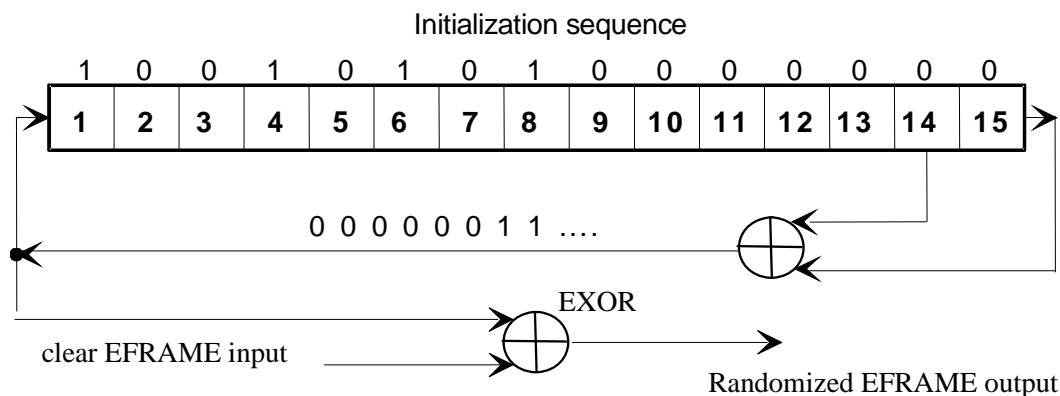 Initialization sequence
1 0 0 1 0 1 0 1 0 0 0 0 0 0 0
1 2 3 4 5 6 7 8 9 10 11 12 13 14 15
0 0 0 0 0 0 1 1 ....
EXOR
clear EFRAME input
Randomized EFRAME output